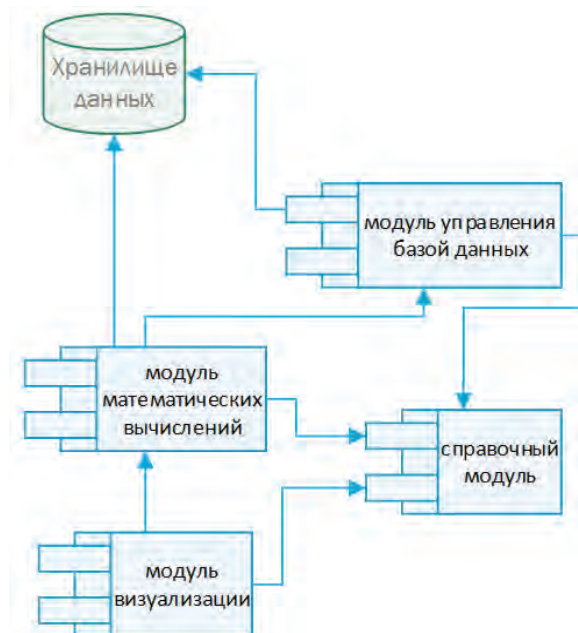 Хранилище
данных
модуль управления
базой данных
модуль
математических
вычислений
справочный
модуль
модуль
визуализации